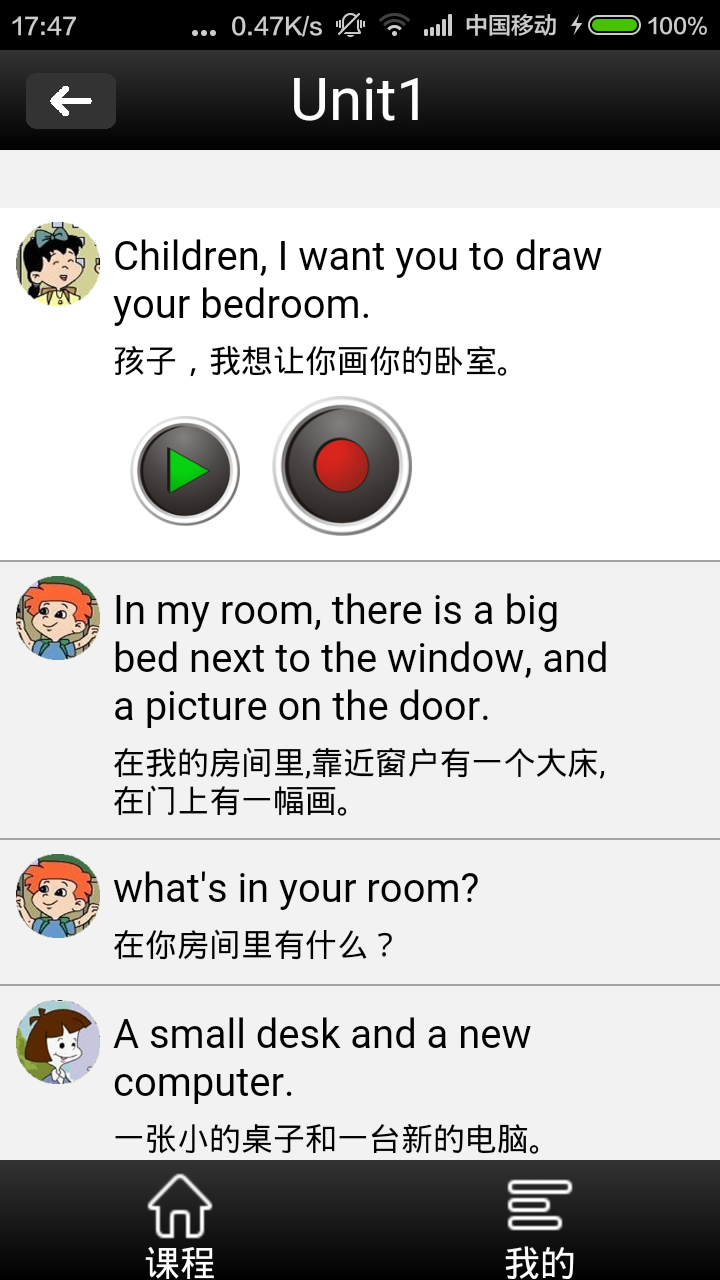 17:47 ... 0.47K/s 中国移动 100%
Unit1
Children, I want you to draw
your bedroom.
孩子，我想让你画你的卧室。
In my room, there is a big
bed next to the window, and
a picture on the door.
在我的房间里,靠近窗户有一个大床,
在门上有一幅画。
what's in your room?
在你房间里有什么？
A small desk and a new
computer.
一张小的桌子和一台新的电脑。
课程 我的